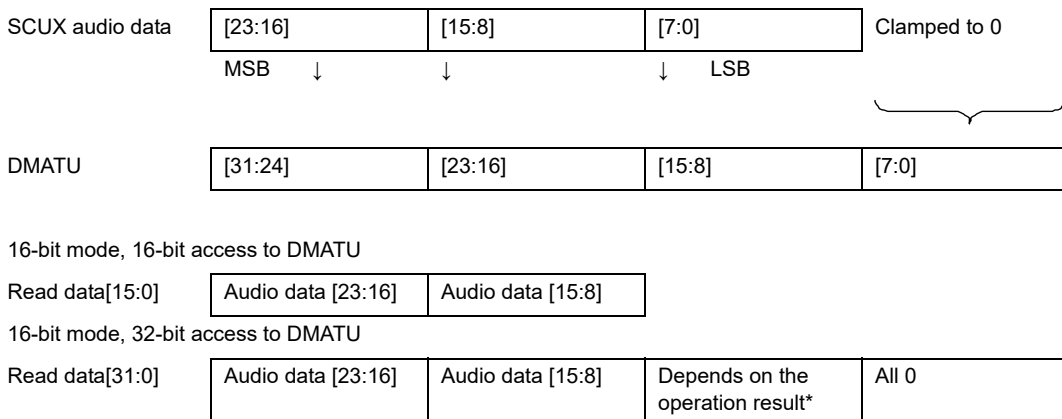 SCUX audio data [23:16] [15:8] [7:0] Clamped to 0
MSB ↓ ↓ ↓ LSB
DMATU [31:24] [23:16] [15:8] [7:0]
16-bit mode, 16-bit access to DMATU
Read data[15:0] Audio data [23:16] Audio data [15:8]
16-bit mode, 32-bit access to DMATU
Read data[31:0] Audio data [23:16] Audio data [15:8] Depends on the All 0
operation result*